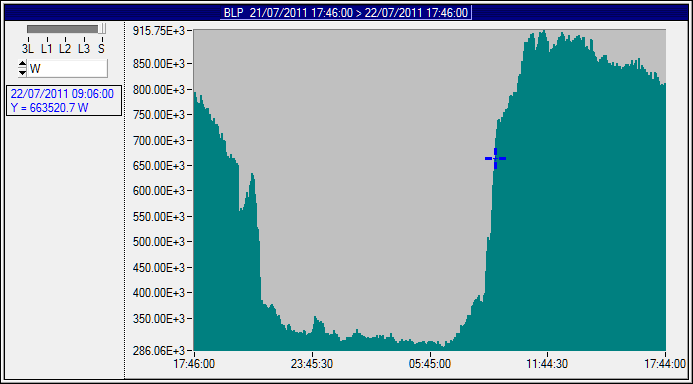 BLP 21/07/2011 17:46:00 > 22/07/2011 17:46:00
3L L1 L2 L3 S
W
22/07/2011 09:06:00
Y = 663520.7 W
915.75E+3
850.00E+3
800.00E+3
750.00E+3
700.00E+3
650.00E+3
600.00E+3
550.00E+3
500.00E+3
450.00E+3
400.00E+3
350.00E+3
286.06E+3
17:46:00 23:45:30 05:45:00 11:44:30 17:44:00